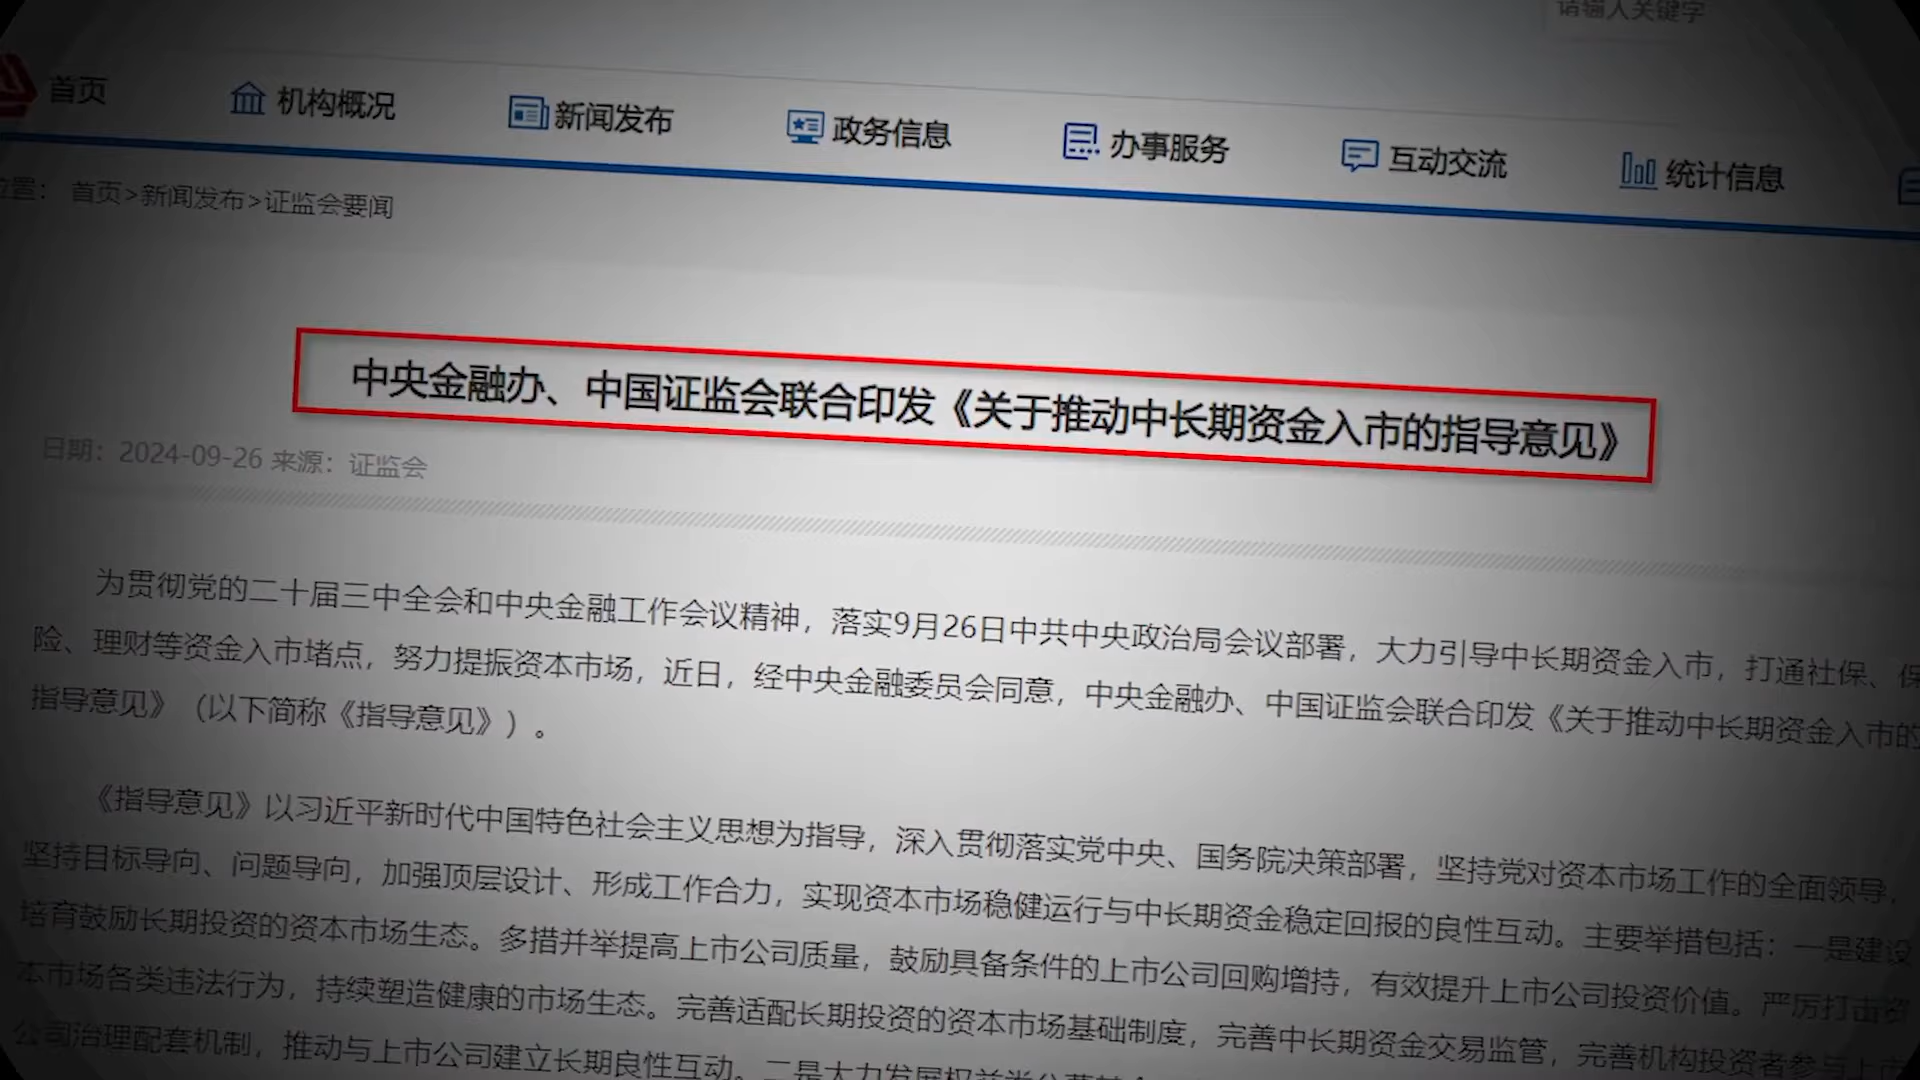 请输入关键字
首页 机构概况 新闻发布 政务信息 办事服务 互动交流 统计信息
位置： 首页>新闻发布>证监会要闻
中央金融办、中国证监会联合印发《关于推动中长期资金入市的指导意见》
日期：2024-09-26 来源：证监会
为贯彻党的二十届三中全会和中央金融工作会议精神，落实9月26日中共中央政治局会议部署，大力引导中长期资金入市，打通社保、保
险、理财等资金入市堵点，努力提振资本市场，近日，经中央金融委员会同意，中央金融办、中国证监会联合印发《关于推动中长期资金入市的
指导意见》（以下简称《指导意见》）。
《指导意见》以习近平新时代中国特色社会主义思想为指导，深入贯彻落实党中央、国务院决策部署，坚持党对资本市场工作的全面领导，
坚持目标导向、问题导向，加强顶层设计、形成工作合力，实现资本市场稳健运行与中长期资金稳定回报的良性互动。主要举措包括：一是建设
培育鼓励长期投资的资本市场生态。多措并举提高上市公司质量，鼓励具备条件的上市公司回购增持，有效提升上市公司投资价值。严厉打击资
本市场各类违法行为，持续塑造健康的市场生态。完善适配长期投资的资本市场基础制度，完善中长期资金交易监管，完善机构投资者参与上市
公司治理配套机制，推动与上市公司建立长期良性互动。二是大力发展权益类公募基金